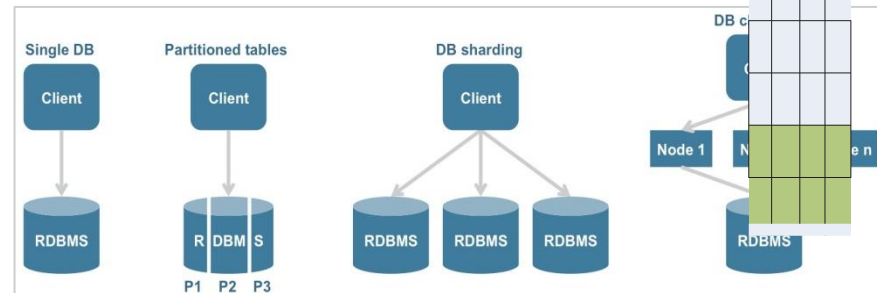 Single DB
Partitioned tables
DB sharding
DB c
Client
Client
Client
Node 1
N
e n
RDBMS
RDBMS
RDBMS
RDBMS
RDBMS
RDBMS
P1 P2 P3